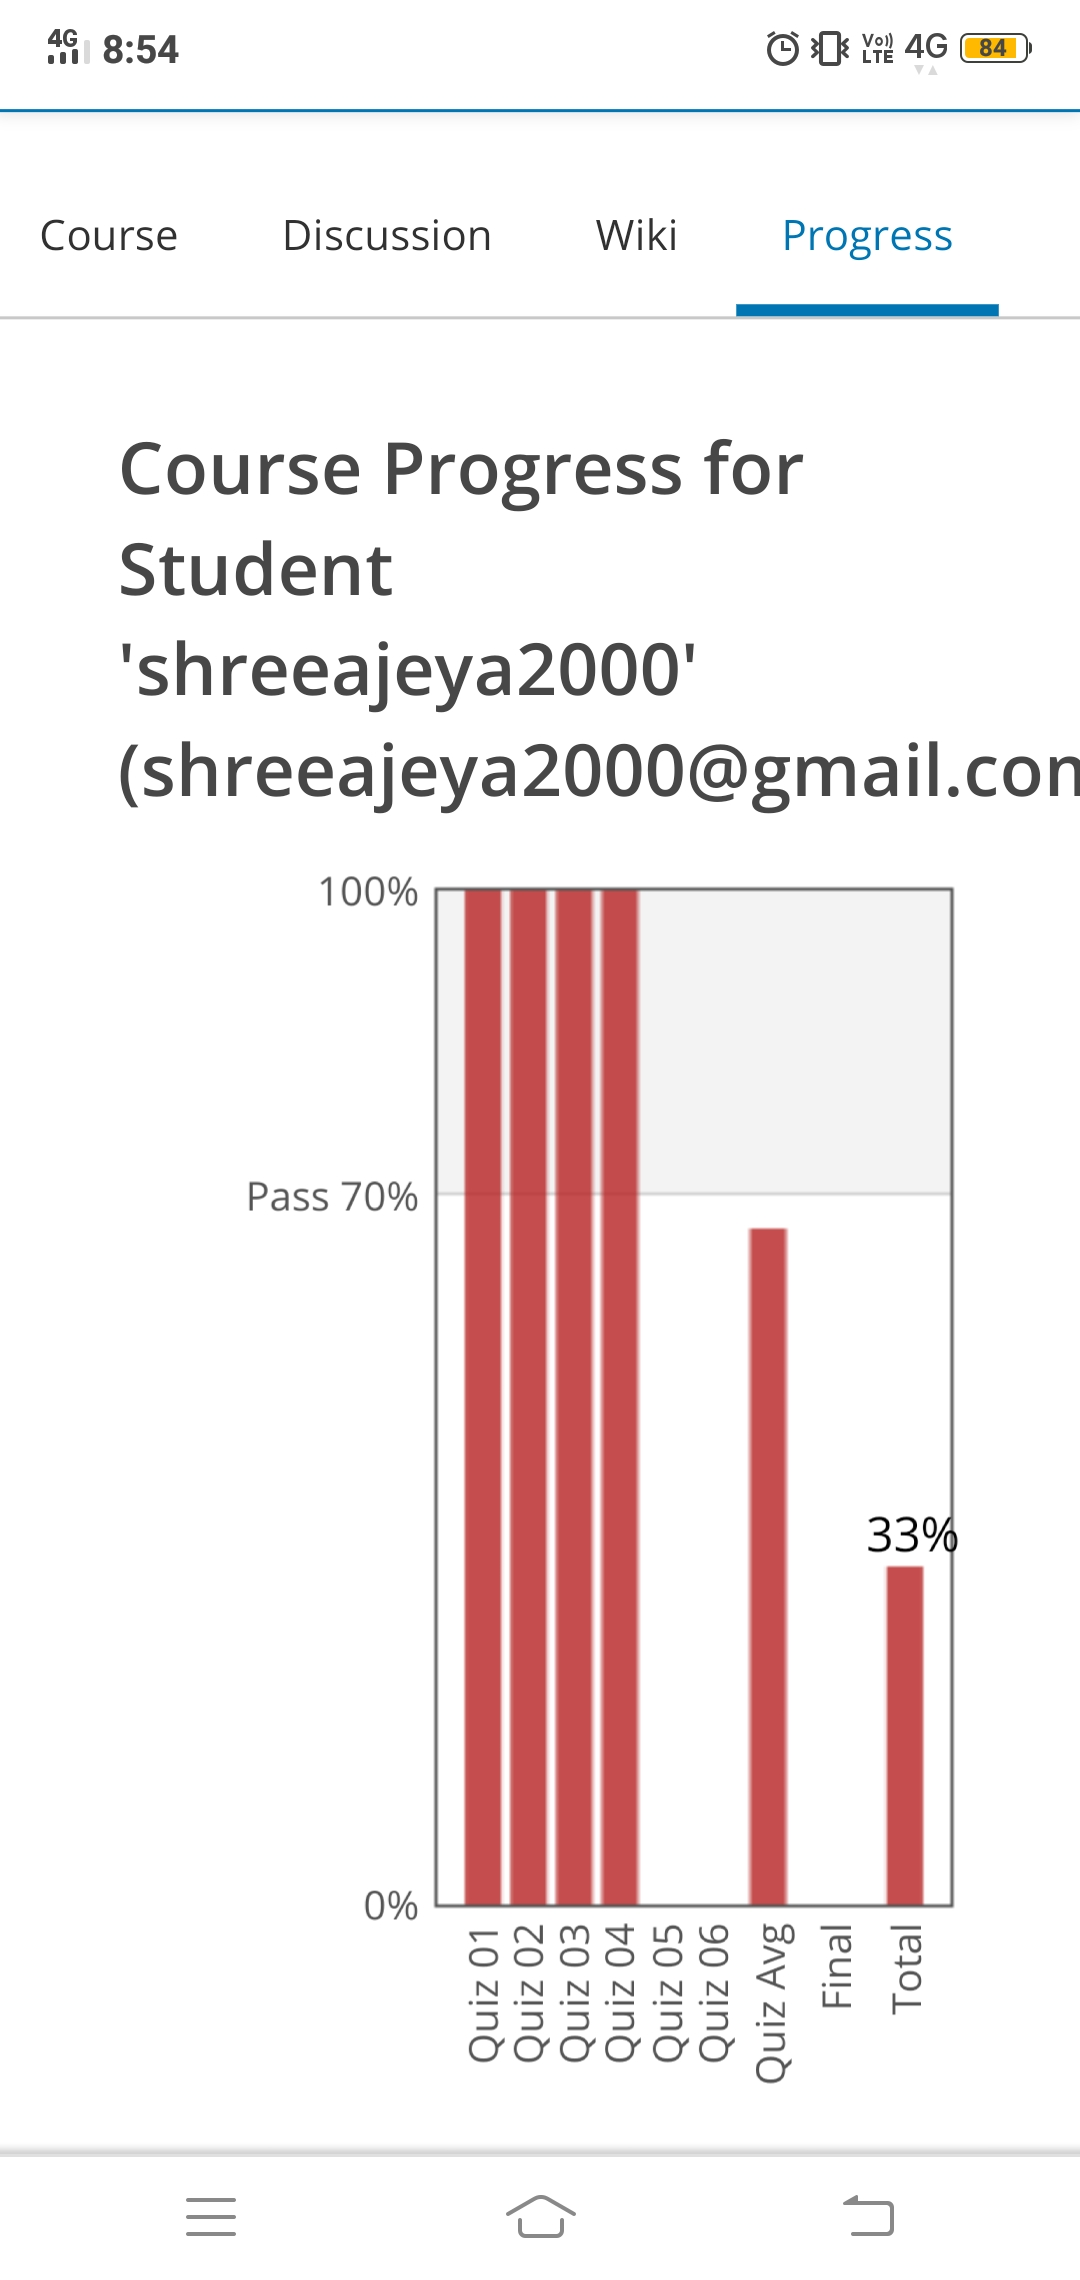 4G 8:54 Vo)) LTE 4G 84
Course Discussion Wiki Progress
Course Progress for
Student
'shreeajeya2000'
(shreeajeya2000@gmail.com
100%
Pass 70%
33%
0%
Quiz 01
Quiz 02
Quiz 03
Quiz 04
Quiz 05
Quiz 06
Quiz Avg
Final
Total